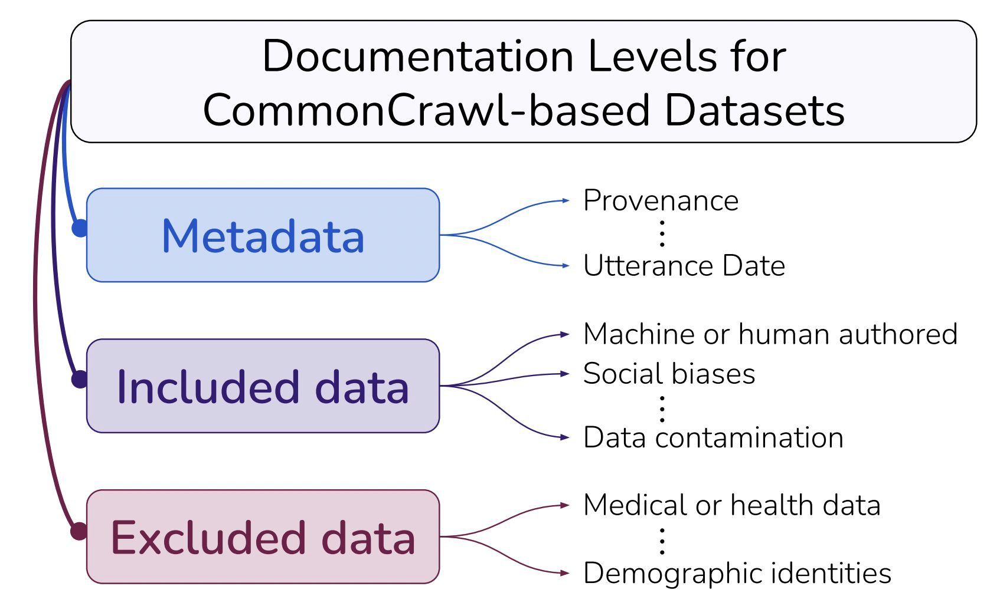 Documentation Levels for
CommonCrawl-based Datasets
Metadata
Provenance
Utterance Date
Included data
Machine or human authored
Social biases
Data contamination
Excluded data
Medical or health data
Demographic identities